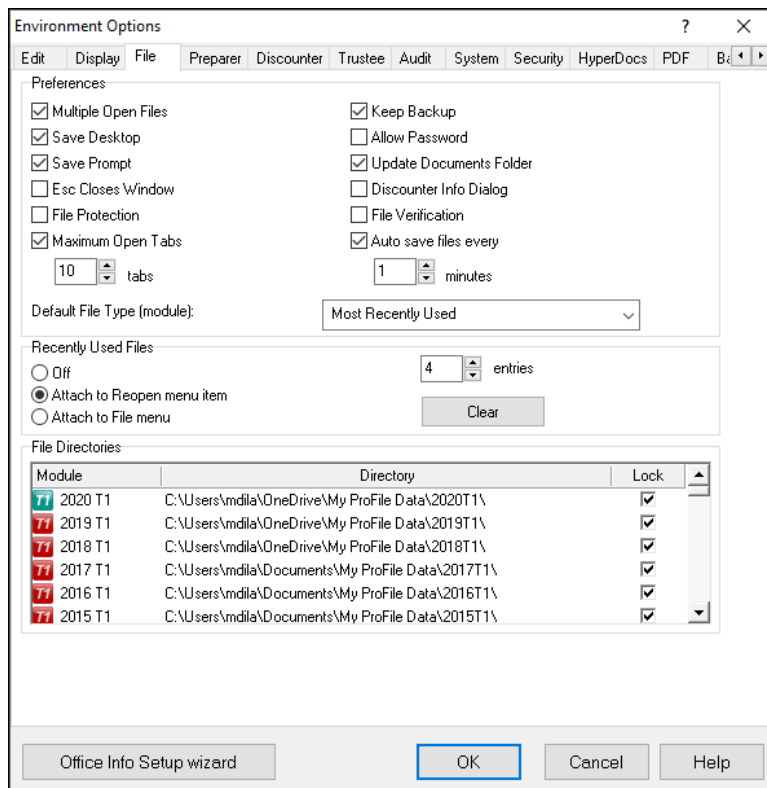 Environment Options ?
Edit Display File Preparer Discounter Trustee Audit System Security HyperDocs PDF
Preferences
Multiple Open Files Keep Backup
Save Desktop Allow Password
Save Prompt Update Documents Folder
Esc Closes Window Discounter Info Dialog
File Protection File Verification
Maximum Open Tabs Auto save files every
10 tabs 1 minutes
Default File Type (module): Most Recently Used
Recently Used Files
Off 4 entries
Attach to Reopen menu item
Attach to File menu Clear
File Directories
Module Directory Lock
T1 2020 T1 C:\Users\mdila\OneDrive\My ProFile Data\2020T1\
T1 2019 T1 C:\Users\mdila\OneDrive\My ProFile Data\2019T1\
T1 2018 T1 C:\Users\mdila\OneDrive\My ProFile Data\2018T1\
T1 2017 T1 C:\Users\mdila\Documents\My ProFile Data\2017T1\
T1 2016 T1 C:\Users\mdila\Documents\My ProFile Data\2016T1\
T1 2015 T1 C:\Users\mdila\Documents\My ProFile Data\2015T1\
Office Info Setup wizard OK Cancel Help